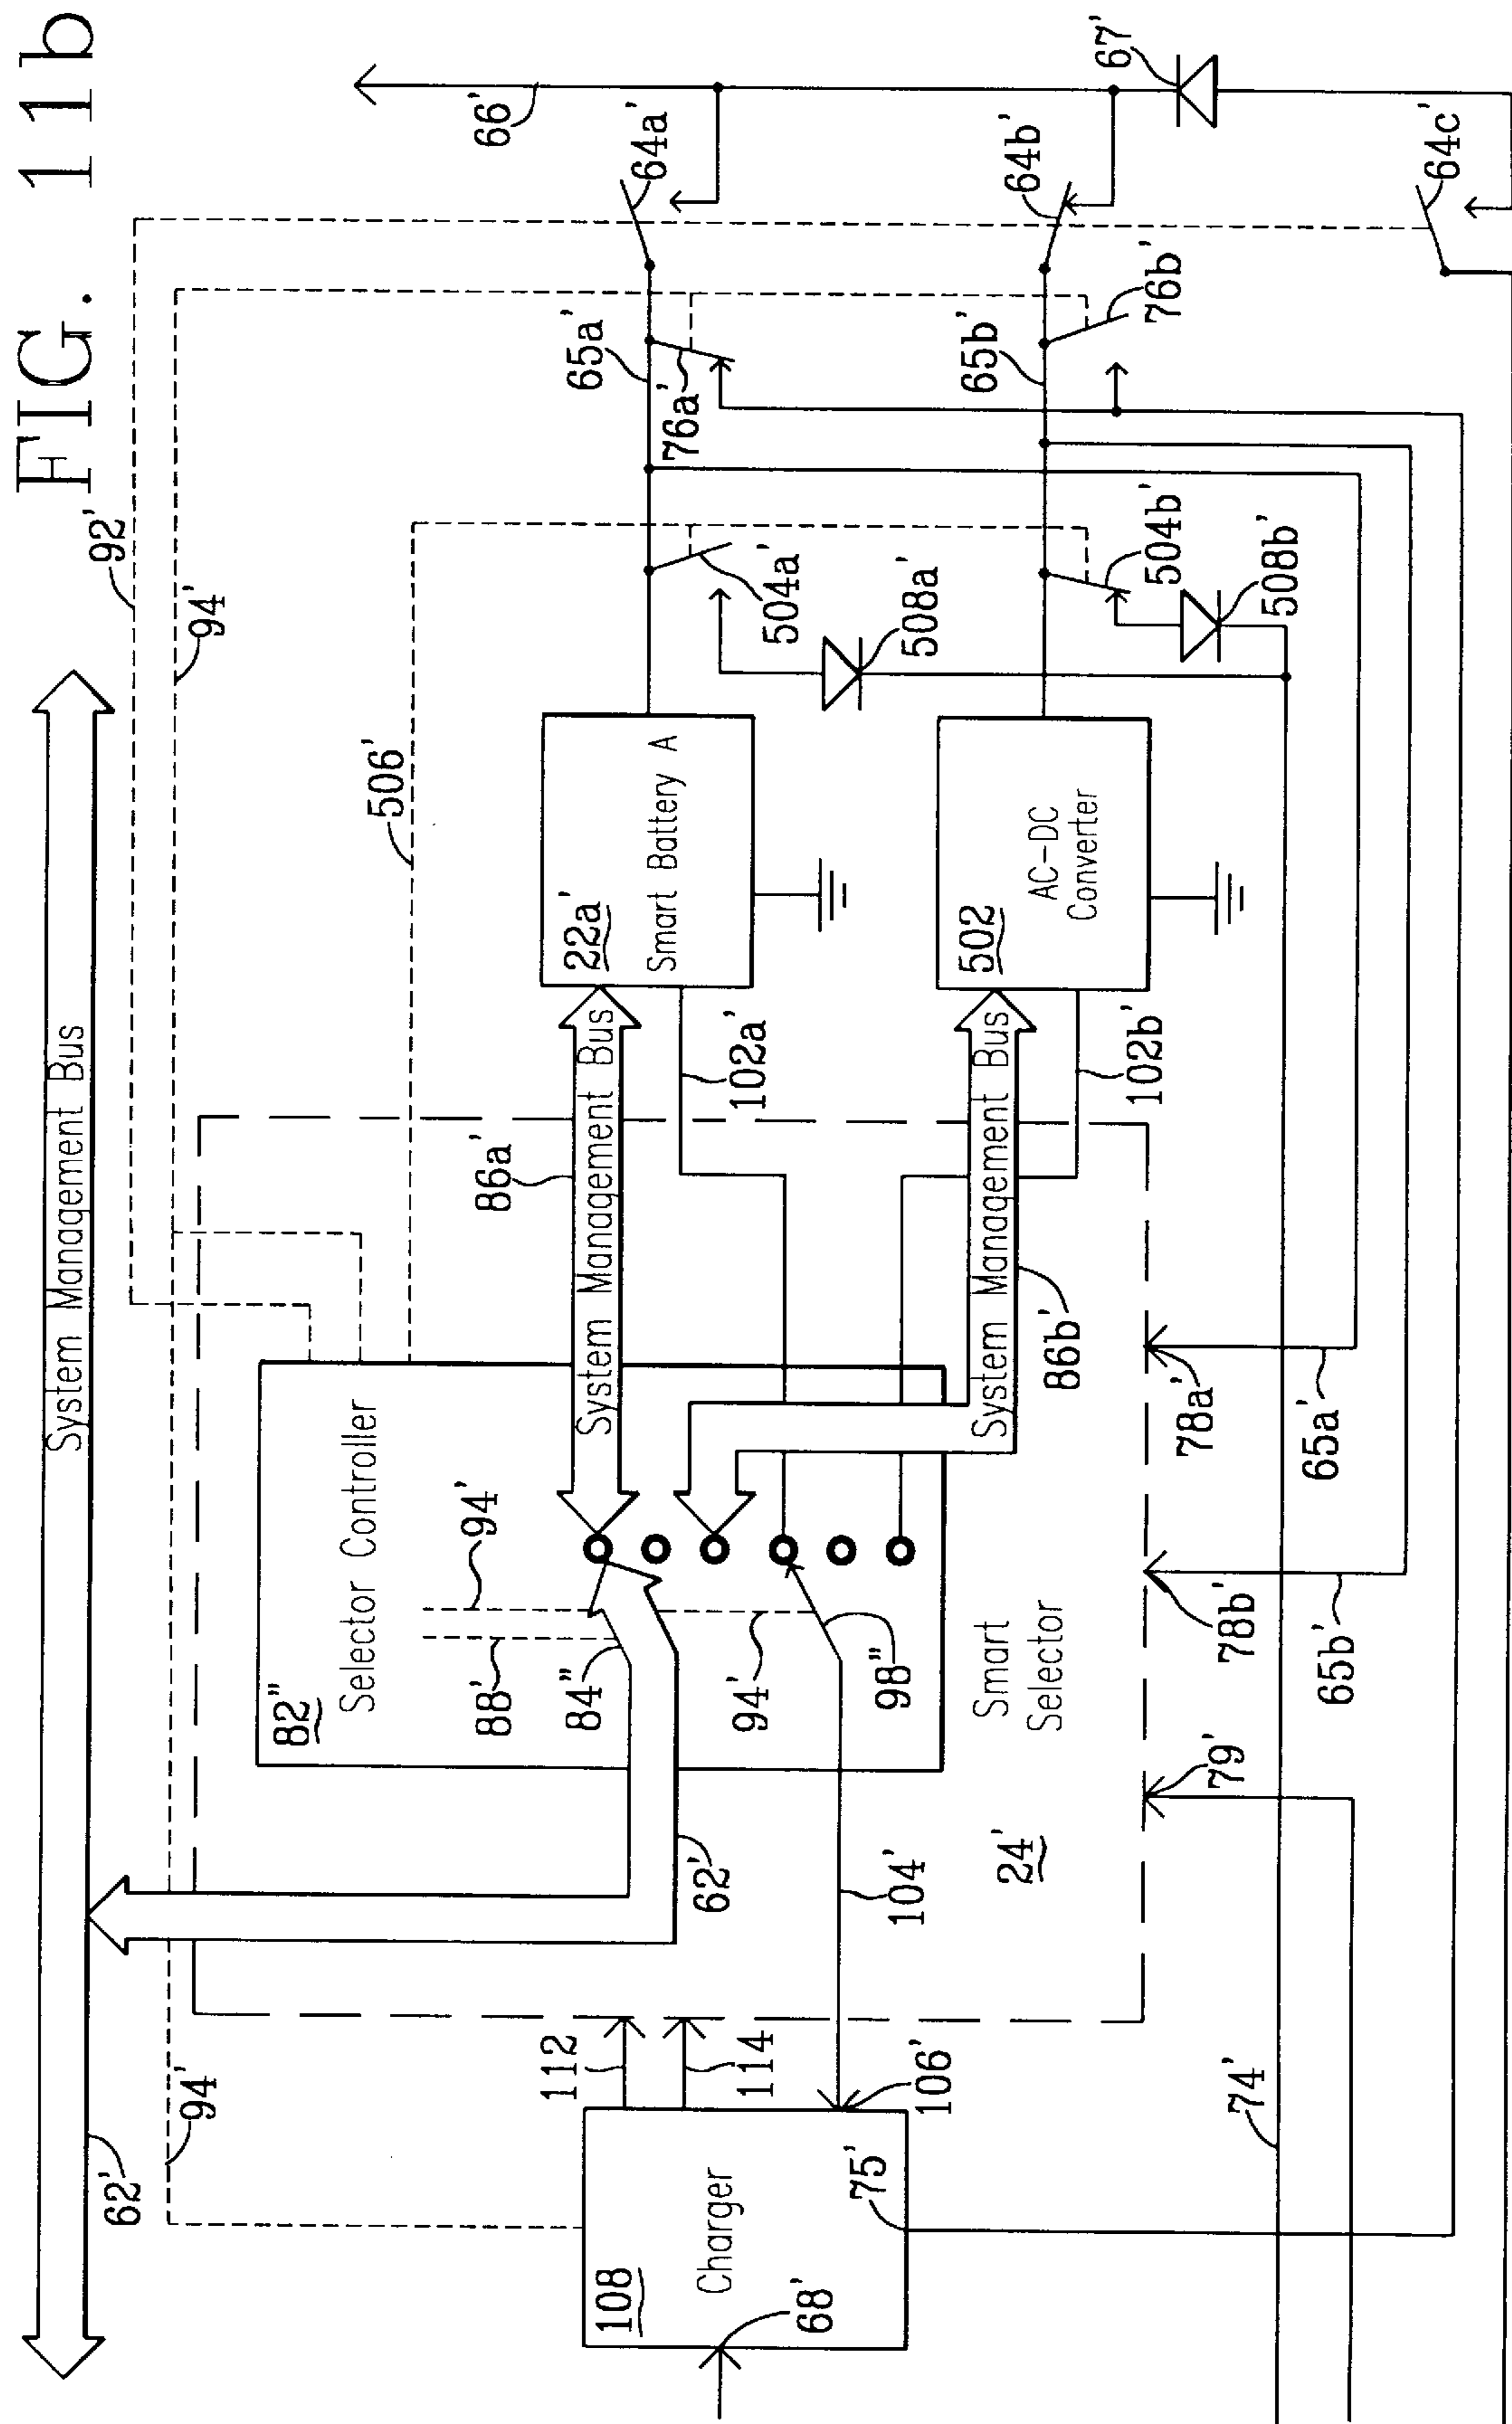 FIG. 11b
System Management Bus
62'
94'
92'
94'
506'
66'
64a'
67'
64b'
64c'
65a'
76a'
65b'
76b'
504a'
508a'
504b'
508b'
22a'
Smart Battery A
502
AC-DC
Converter
System Management Bus
86a'
102a'
System Management Bus
86b'
102b'
82"
Selector Controller
94'
88'
84"
94'
98"
Smart
Selector
24'
62'
104'
112
114
106'
108
Charger
75'
68'
78a'
65a'
78b'
65b'
79'
74'